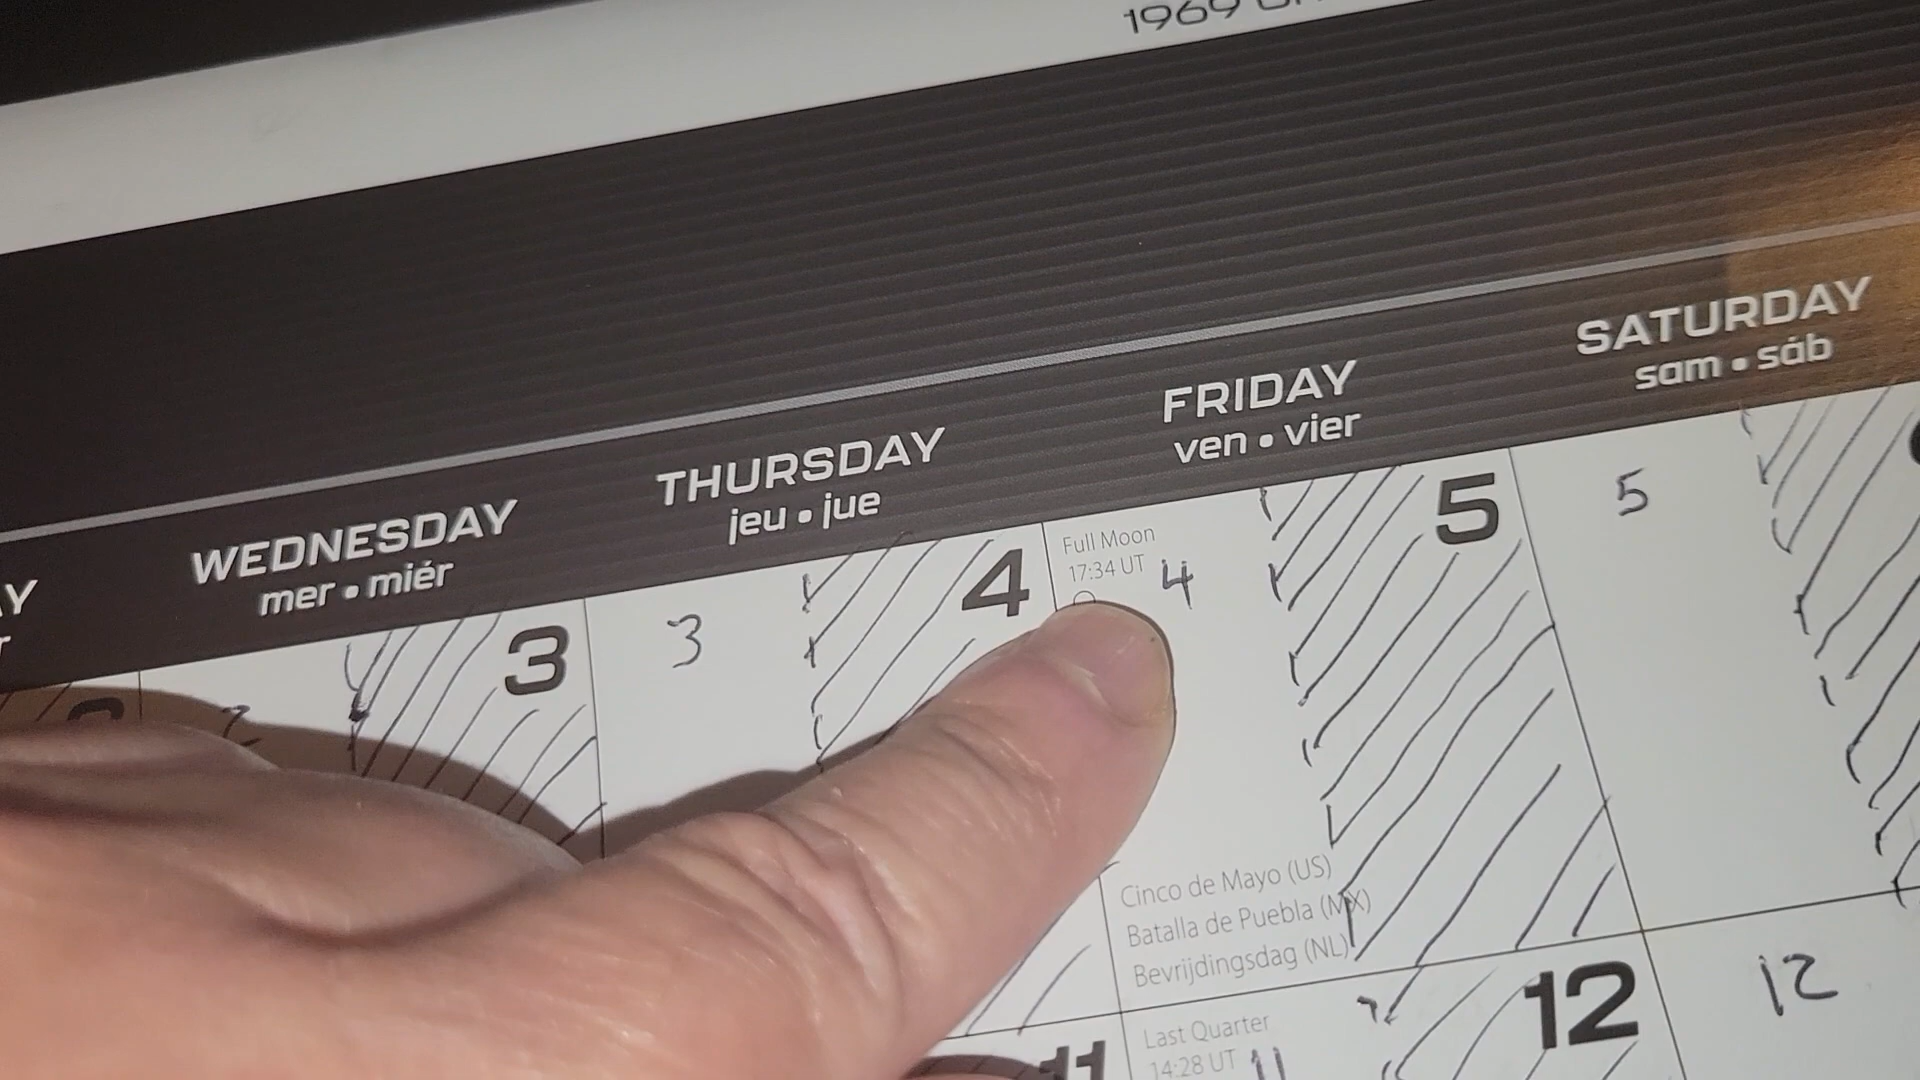 1969
SATURDAY
sam • sáb
FRIDAY
ven • vier
THURSDAY
jeu • jue
WEDNESDAY
mer • miér
2
3
3
4
Full Moon
17:34 UT
4
5
5
Cinco de Mayo (US)
Batalla de Puebla (MX)
Bevrijdingsdag (NL)
11
Last Quarter
14:28 UT
11
12
12